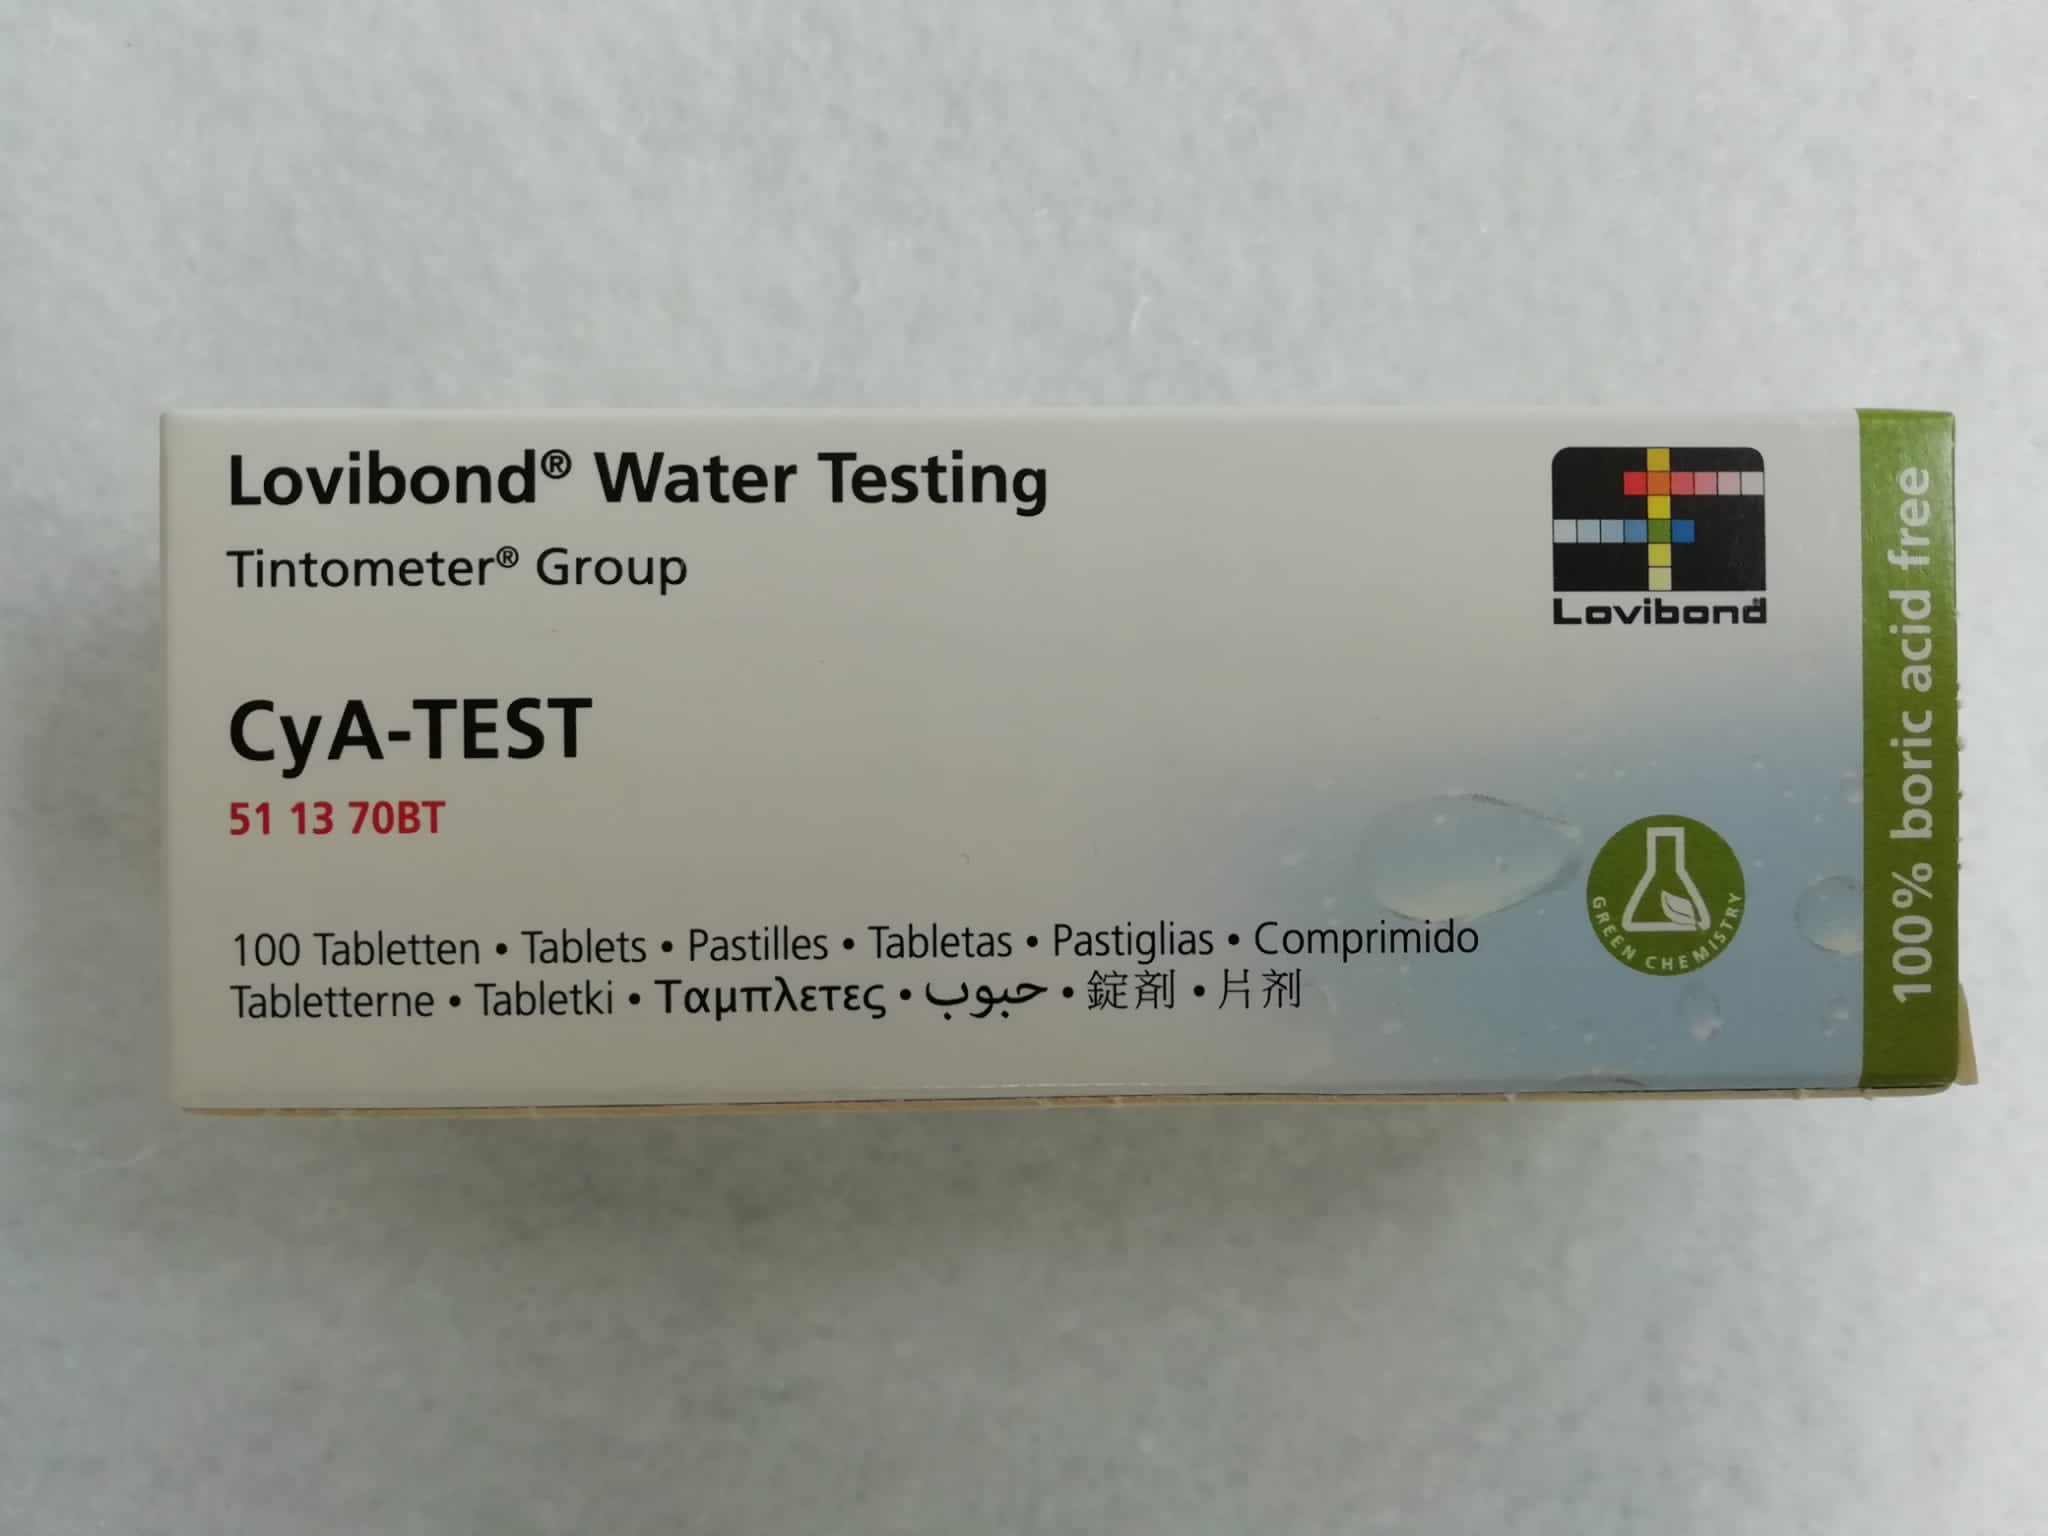 Lovibond® Water Testing
Tintometer® Group
Lovibond®
CyA-TEST
51 13 70BT
100 Tabletten • Tablets • Pastilles • Tabletas • Pastiglias • Comprimido
Tabletterne • Tabletki • Ταμπλετες • حبوب • 錠剤 • 片剂
GREEN CHEMISTRY
100% boric acid free